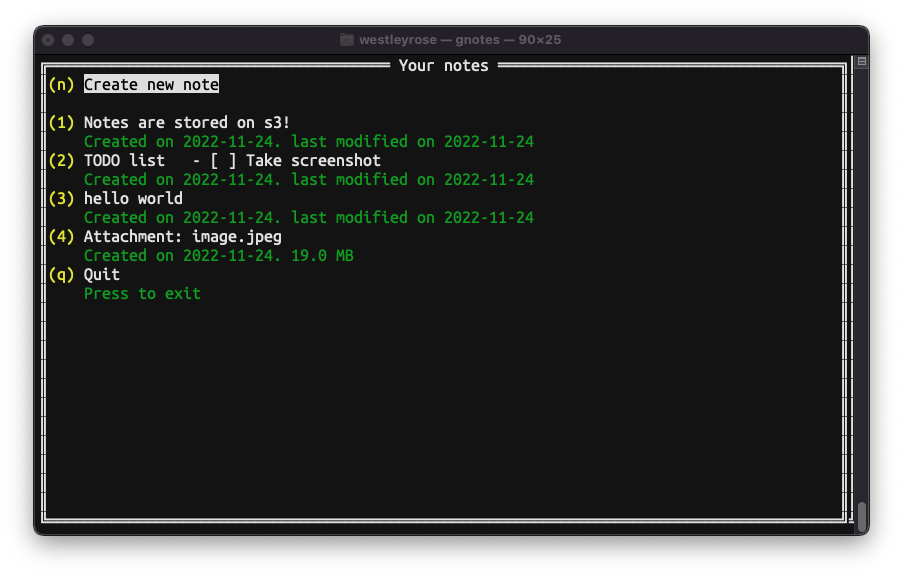 westleyrose — gnotes — 90×25
Your notes
(n) Create new note
(1) Notes are stored on s3!
Created on 2022-11-24. last modified on 2022-11-24
(2) TODO list   - [ ] Take screenshot
Created on 2022-11-24. last modified on 2022-11-24
(3) hello world
Created on 2022-11-24. last modified on 2022-11-24
(4) Attachment: image.jpeg
Created on 2022-11-24. 19.0 MB
(q) Quit
Press to exit